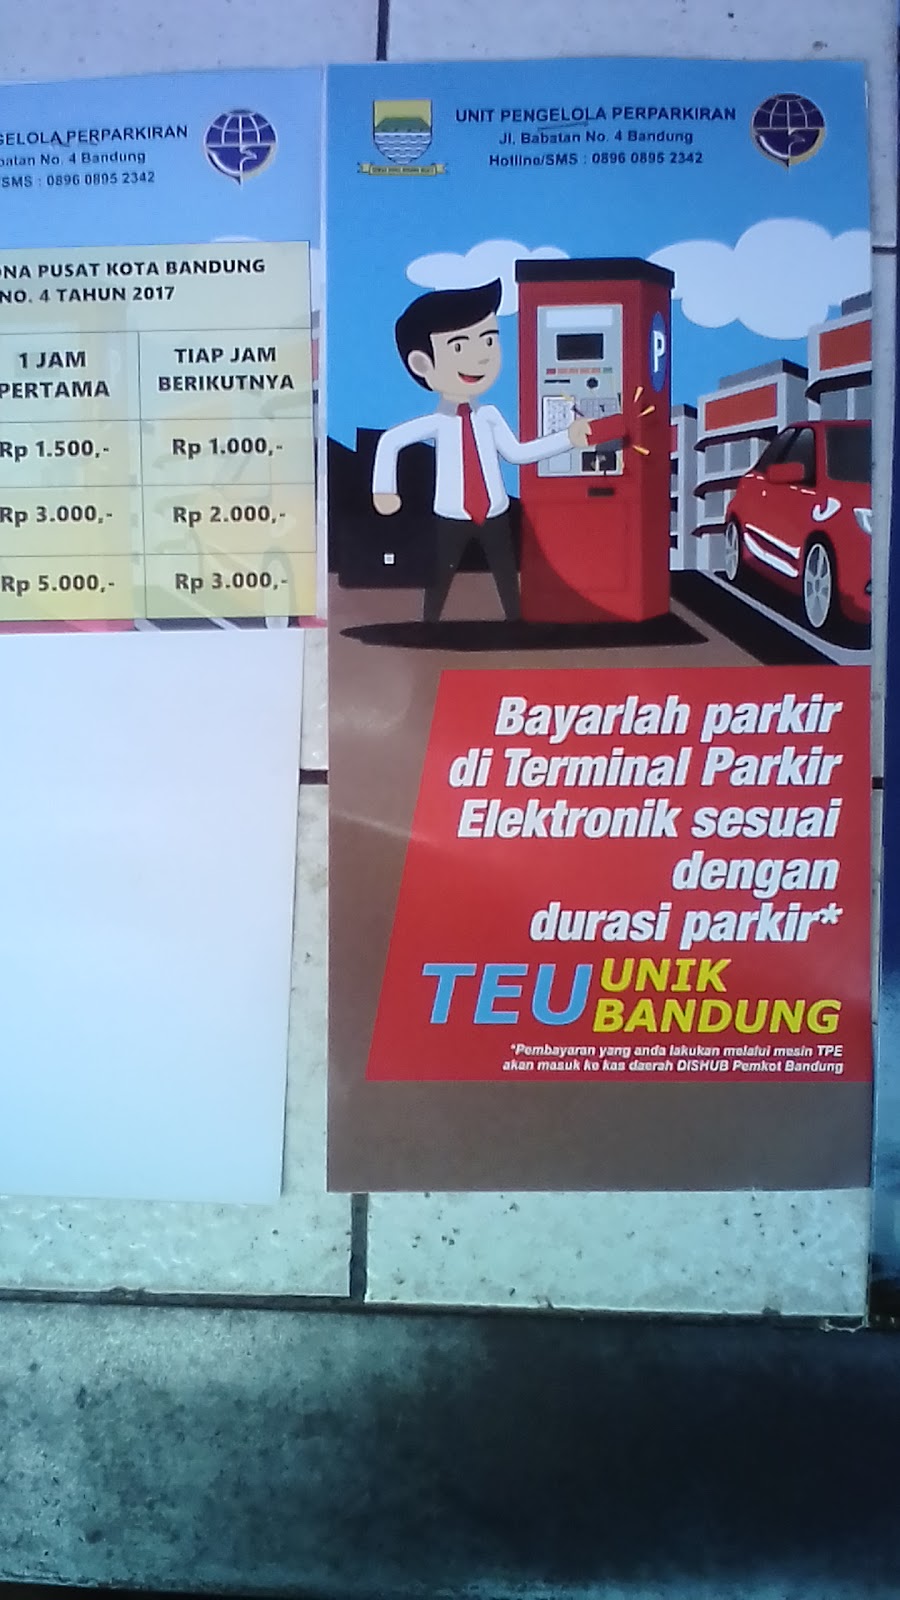 PERPARKIRAN
No. 4 Bandung
SMS : 0896 0895 2342
PUSAT KOTA BANDUNG
NO. 4 TAHUN 2017
1 JAM PERTAMA
TIAP JAM BERIKUTNYA
Rp 1.500,- Rp 1.000,-
Rp 3.000,- Rp 2.000,-
Rp 5.000,- Rp 3.000,-
UNIT PENGELOLA PERPARKIRAN
Jl. Babatan No. 4 Bandung
Hotline/SMS : 0896 0895 2342
P
Bayarlah parkir
di Terminal Parkir
Elektronik sesuai
dengan
durasi parkir*
TEU UNIK
BANDUNG
*Pembayaran yang anda lakukan melalui mesin TPE
akan masuk ke kas daerah DISHUB Pemkot Bandung